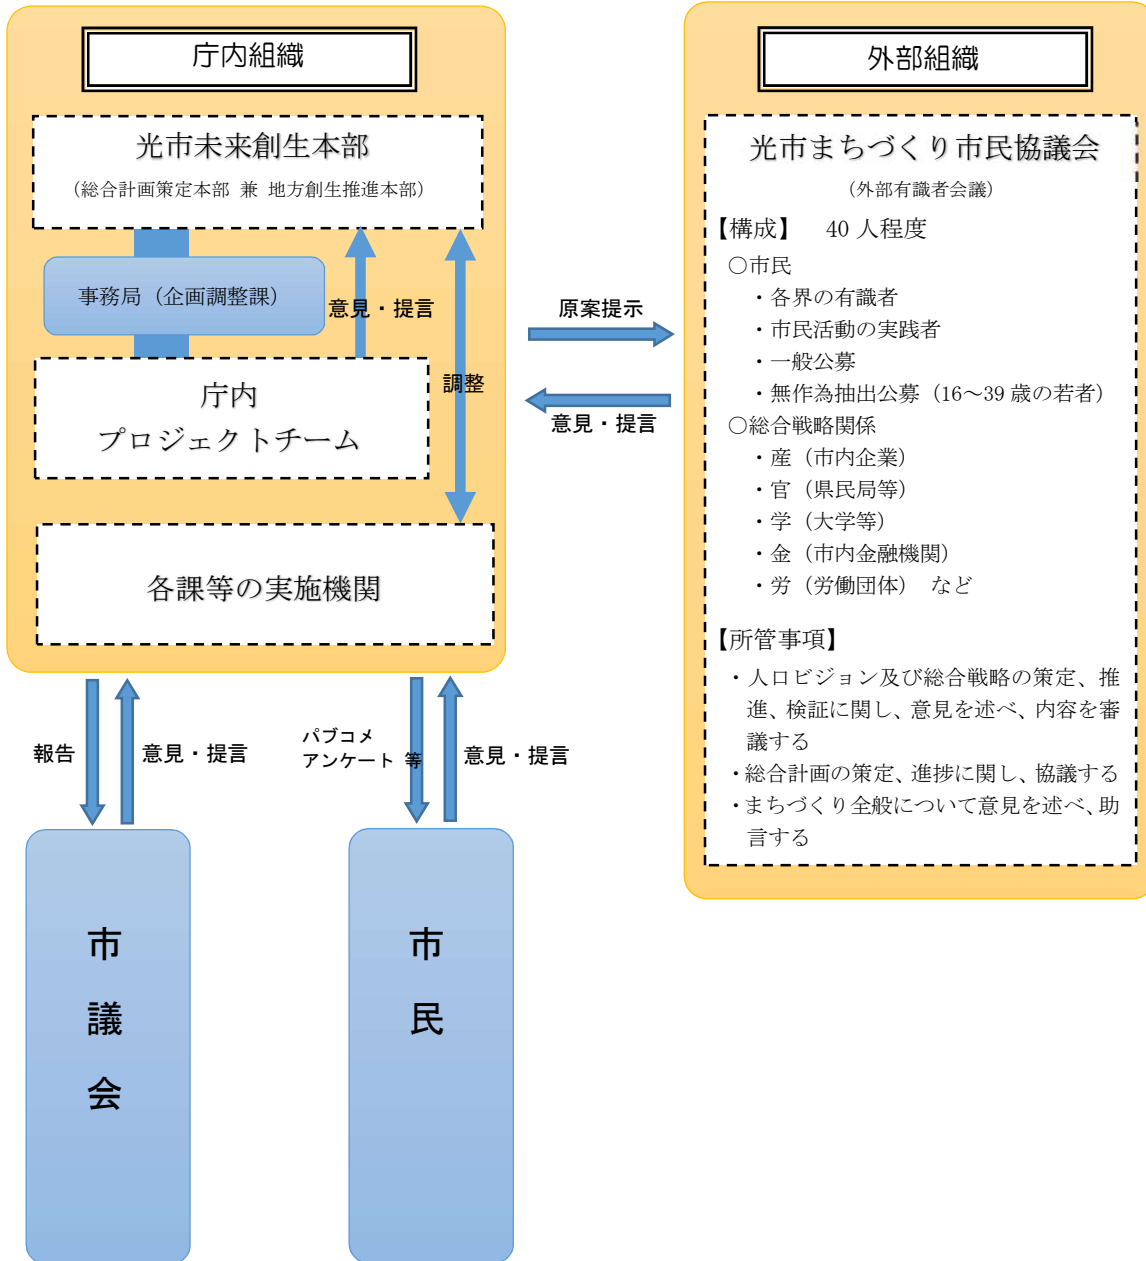 庁内組織
光市未来創生本部
（総合計画策定本部 兼 地方創生推進本部）
事務局（企画調整課）
意見・提言
調整
庁内
プロジェクトチーム
各課等の実施機関
原案提示
意見・提言
外部組織
光市まちづくり市民協議会
（外部有識者会議）
【構成】　40 人程度
○市民
・各界の有識者
・市民活動の実践者
・一般公募
・無作為抽出公募（16～39 歳の若者）
○総合戦略関係
・産（市内企業）
・官（県民局等）
・学（大学等）
・金（市内金融機関）
・労（労働団体）　など
【所管事項】
・人口ビジョン及び総合戦略の策定、推
進、検証に関し、意見を述べ、内容を審
議する
・総合計画の策定、進捗に関し、協議する
・まちづくり全般について意見を述べ、助
言する
報告
意見・提言
パブコメ
アンケート 等
意見・提言
市議会
市民